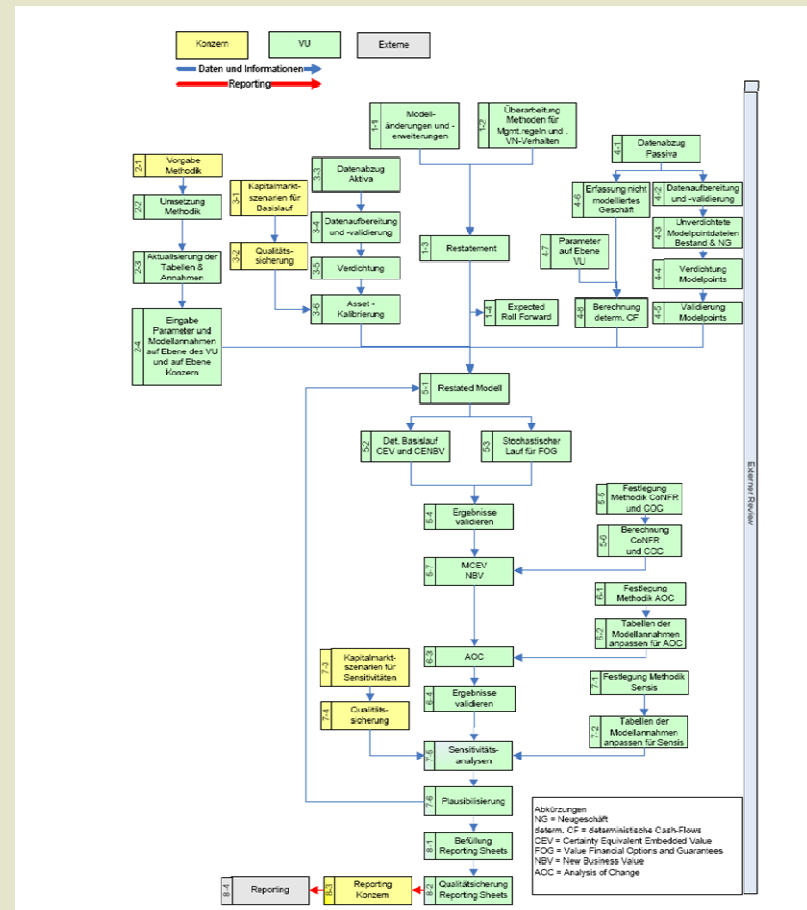 Konzern
VU
Externe
Daten und Informationen
Reporting
1-1
Modell-
änderungen und -
erweiterungen
1-2
Überarbeitung
Methoden für
Mgmt.regeln und .
VN-Verhalten
4-1
Datenabzug
Passiva
2-1
Vorgabe
Methodik
3-1
Kapitalmarkt-
szenarien für
Basislauf
3-3
Datenabzug
Aktiva
4-6
Erfassung nicht
modelliertes
Geschäft
4-2
Datenaufbereitung
und -validierung
2-2
Umsetzung
Methodik
3-4
Datenaufbereitung
und -validierung
4-3
Unverdichtete
Modelpointdateien
Bestand & NG
3-2
Qualitäts-
sicherung
1-3
Restatement
4-7
Parameter
auf Ebene
VU
2-3
Aktualisierung der
Tabellen &
Annahmen
3-5
Verdichtung
4-4
Verdichtung
Modelpoints
3-6
Asset -
Kalibrierung
1-4
Expected
Roll Forward
4-8
Berechnung
determ. CF
4-5
Validierung
Modelpoints
2-4
Eingabe
Parameter und
Modellannahmen
auf Ebene des VU
und auf Ebene
Konzern
5-1
Restated Modell
5-2
Det. Basislauf
CEV und CENBV
5-3
Stochastischer
Lauf für FOG
5-5
Festlegung
Methodik CoNFR
und COC
5-4
Ergebnisse
validieren
5-6
Berechnung
CoNFR
und COC
5-7
MCEV
NBV
6-1
Festlegung
Methodik AOC
6-2
Tabellen der
Modellannahmen
anpassen für AOC
6-3
AOC
7-3
Kapitalmarkt-
szenarien für
Sensitivitäten
7-1
Festlegung Methodik
Sensis
6-4
Ergebnisse
validieren
7-4
Qualitäts-
sicherung
7-2
Tabellen der
Modellannahmen
anpassen für Sensis
7-5
Sensitivitäts-
analysen
7-6
Plausibilisierung
8-1
Befüllung
Reporting Sheets
8-4
Reporting
8-3
Reporting
Konzern
8-2
Qualitätsicherung
Reporting Sheets
Externer Review
Abkürzungen
NG = Neugeschäft
determ. CF = deterministische Cash-Flows
CEV = Certainty Equivalent Embedded Value
FOG = Value Financial Options and Guarantees
NBV = New Business Value
AOC = Analysis of Change